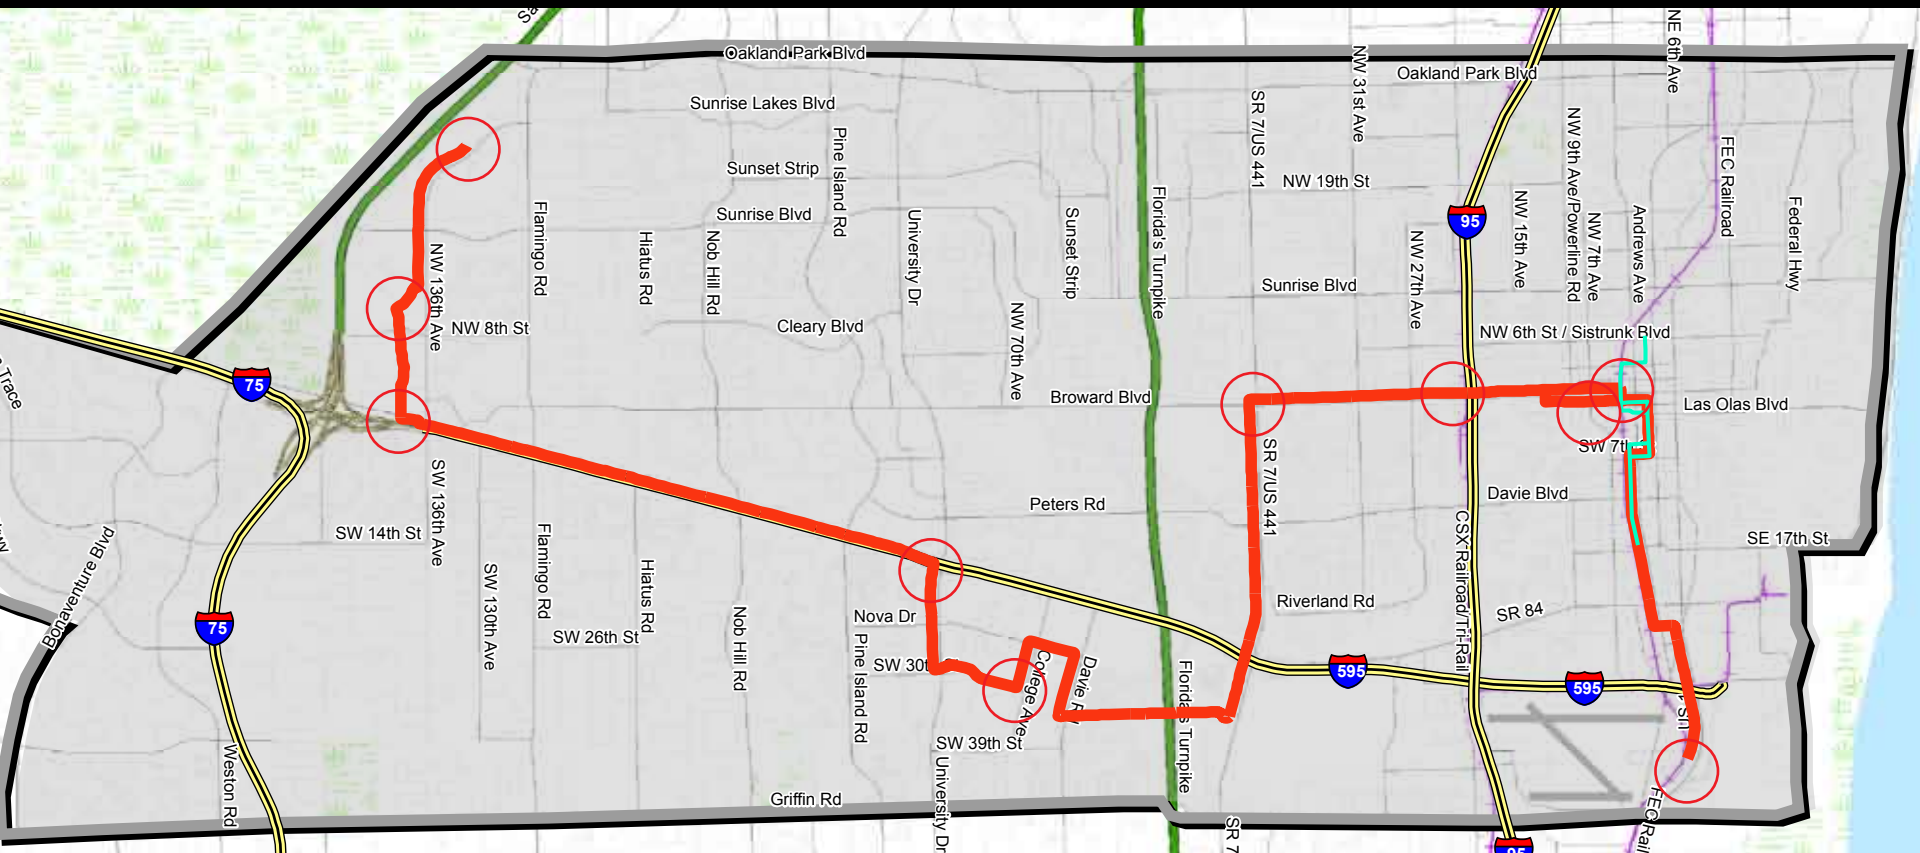 Sa
Oakland Park Blvd
Oakland Park Blvd
NW 31st Ave
NE 6th Ave
Sunrise Lakes Blvd
SR 7/US 441
NW 9th Ave/Powerline Rd
Pine Island Rd
FEC Railroad
Sunset Strip
NW 19th St
Sunrise Blvd
Flamingo Rd
Hiatus Rd
Nob Hill Rd
University Dr
Sunset Strip
Florida's Turnpike
95
NW 15th Ave
NW 7th Ave
Andrews Ave
Federal Hwy
NW 136th Ave
NW 27th Ave
Sunrise Blvd
NW 8th St
Cleary Blvd
NW 70th Ave
NW 6th St / Sistrunk Blvd
Trace
75
Broward Blvd
Las Olas Blvd
SW 7th
SW 136th Ave
SR 7/US 441
Peters Rd
Davie Blvd
SW 14th St
CSX Railroad/Tri-Rail
SE 17th St
Bonaventure Blvd
SW 130th Ave
Flamingo Rd
Hiatus Rd
Nob Hill Rd
75
SW 26th St
Nova Dr
Riverland Rd
SR 84
Pine Island Rd
SW 30th St
College Ave
Davie R
Florida's Turnpike
595
595
SW 39th St
Weston Rd
University Dr
Griffin Rd
SR 7
FEC Rail
95